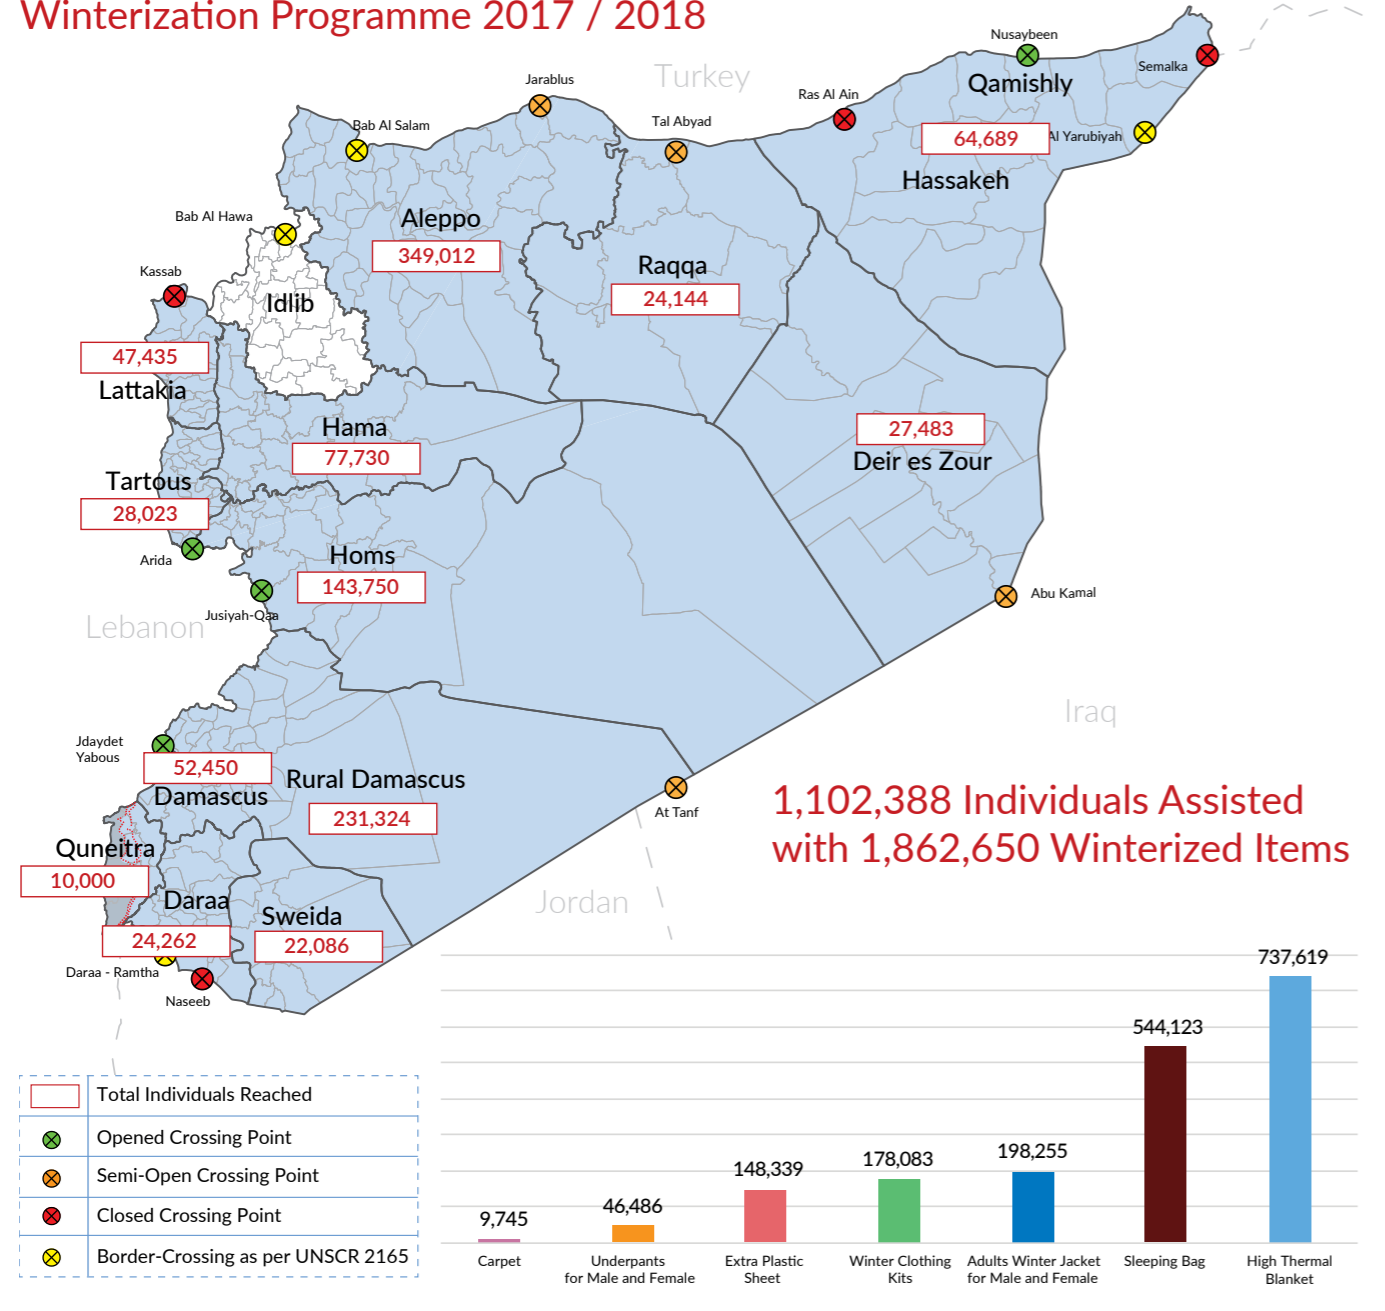 Winterization Programme 2017 / 2018
Nusaybeen
Semalka
Qamishly
Turkey
Jarablus
Ras Al Ain
Tal Abyad
Bab Al Salam
64,689
Al Yarubiyah
Hassakeh
Bab Al Hawa
Aleppo
349,012
Raqqa
24,144
Kassab
Idlib
47,435
Lattakia
Hama
77,730
27,483
Deir es Zour
Tartous
28,023
Arida
Homs
143,750
Jusiyah-Qaa
Abu Kamal
Lebanon
Iraq
Jdaydet
Yabous
52,450
Damascus
Rural Damascus
231,324
At Tanf
1,102,388 Individuals Assisted
with 1,862,650 Winterized Items
Quneitra
10,000
Daraa
24,262
Sweida
22,086
Jordan
Daraa - Ramtha
Naseeb
Total Individuals Reached
Opened Crossing Point
Semi-Open Crossing Point
Closed Crossing Point
Border-Crossing as per UNSCR 2165
9,745
46,486
148,339
178,083
198,255
544,123
737,619
Carpet
Underpants
for Male and Female
Extra Plastic
Sheet
Winter Clothing
Kits
Adults Winter Jacket
for Male and Female
Sleeping Bag
High Thermal
Blanket